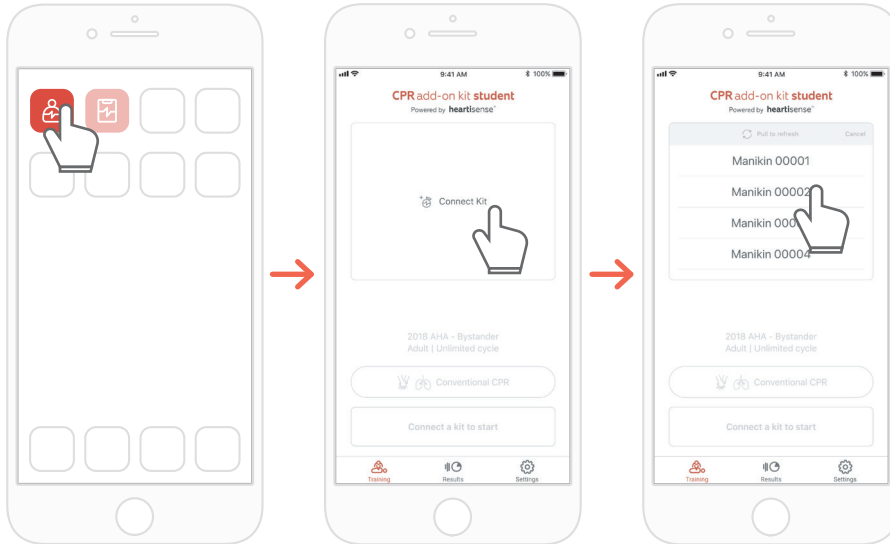 9:41 AM
100%
CPR add-on kit student
Powered by heartisense
Connect Kit
2018 AHA - Bystander
Adult | Unlimited cycle
Conventional CPR
Connect a kit to start
Training Results Settings
9:41 AM
100%
CPR add-on kit student
Powered by heartisense
Pull to refresh Cancel
Manikin 00001
Manikin 00002
Manikin
Manikin 00004
2018 AHA - Bystander
Adult | Unlimited cycle
Conventional CPR
Connect a kit to start
Training Results Settings